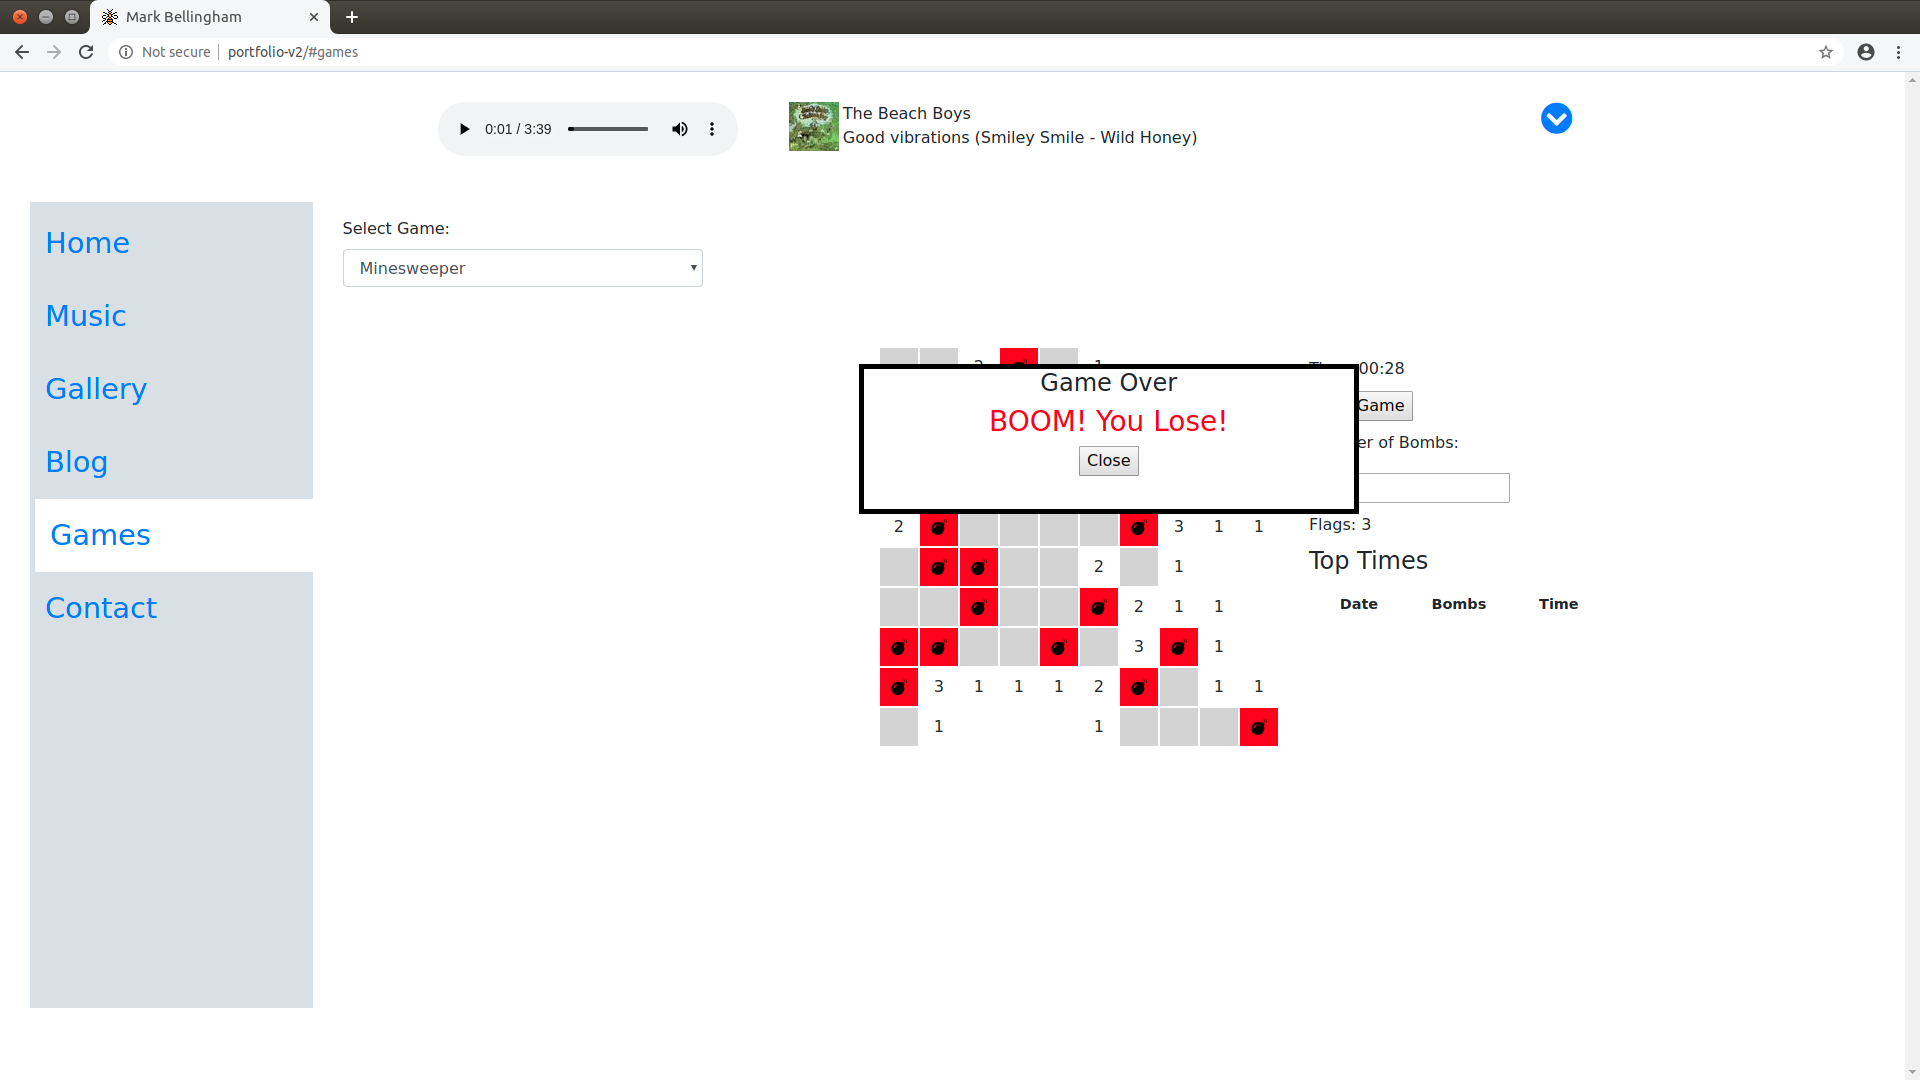 Mark Bellingham
Not secure
portfolio-v2/#games
0:01 / 3:39
The Beach Boys
Good vibrations (Smiley Smile - Wild Honey)
Home
Music
Gallery
Blog
Games
Contact
Select Game:
Minesweeper
1
00:28
Game Over
BOOM! You Lose!
Close
Game
er of Bombs:
2 3 1 1
Flags: 3
2 1
2 1 1
3 1
3 1 1 1 2 1 1
1 1
Top Times
Date Bombs Time